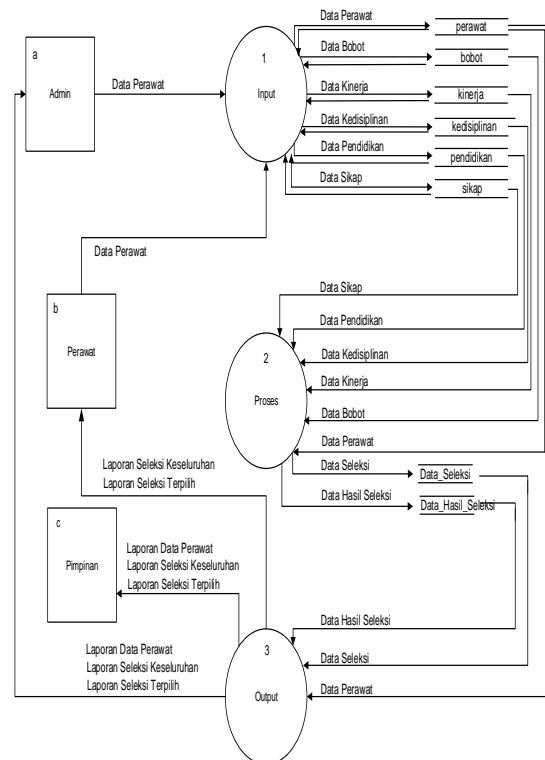 a
Admin
Data Perawat
1
Input
Data Perawat
perawat
Data Bobot
bobot
Data Kinerja
kinerja
Data Kedisiplinan
kedisiplinan
Data Pendidikan
pendidikan
Data Sikap
sikap
Data Perawat
b
Perawat
Data Sikap
Data Pendidikan
2
Proses
Data Kedisiplinan
Data Kinerja
Data Bobot
Data Perawat
Data Seleksi
Data_Seleksi
Data Hasil Seleksi
Data_Hasil_Seleksi
Laporan Seleksi Keseluruhan
Laporan Seleksi Terpilih
c
Pimpinan
Laporan Data Perawat
Laporan Seleksi Keseluruhan
Laporan Seleksi Terpilih
Data Hasil Seleksi
3
Output
Data Seleksi
Data Perawat
Laporan Data Perawat
Laporan Seleksi Keseluruhan
Laporan Seleksi Terpilih